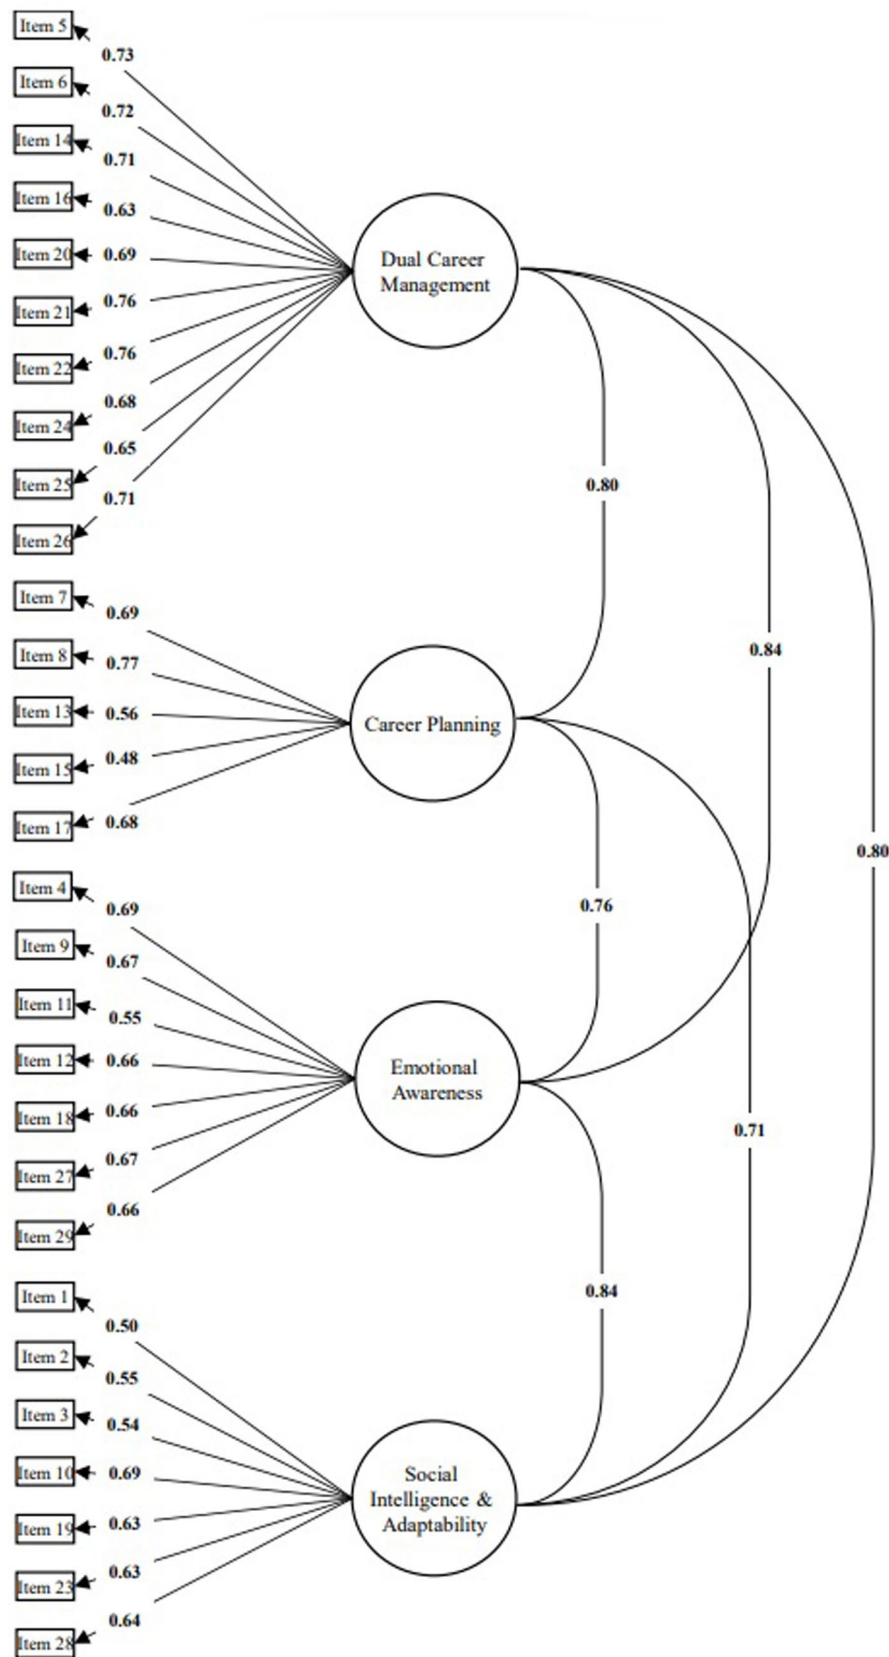 Item 5
0.73
Item 6
0.72
Item 14
0.71
Item 16
0.63
Item 20
0.69
Item 21
0.76
Item 22
0.76
Item 24
0.68
Item 25
0.65
Item 26
0.71
Dual Career
Management
0.80
0.84
0.80
Item 7
0.69
Item 8
0.77
Item 13
0.56
Item 15
0.48
Item 17
0.68
Career Planning
0.76
0.71
Item 4
0.69
Item 9
0.67
Item 11
0.55
Item 12
0.66
Item 18
0.66
Item 27
0.67
Item 29
0.66
Emotional
Awareness
0.84
Item 1
0.50
Item 2
0.55
Item 3
0.54
Item 10
0.69
Item 19
0.63
Item 23
0.63
Item 28
0.64
Social
Intelligence &
Adaptability